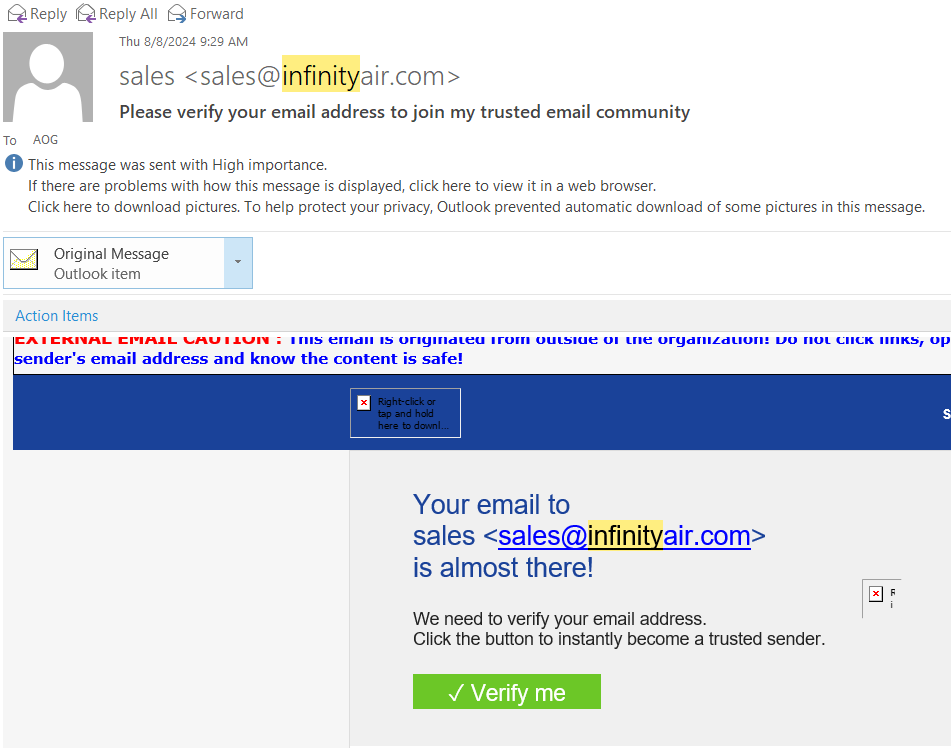 Reply Reply All Forward
Thu 8/8/2024 9:29 AM
sales <sales@infinityair.com>
Please verify your email address to join my trusted email community
To AOG
This message was sent with High importance.
If there are problems with how this message is displayed, click here to view it in a web browser.
Click here to download pictures. To help protect your privacy, Outlook prevented automatic download of some pictures in this message.
Original Message
Outlook item
Action Items
EXTERNAL EMAIL CAUTION : This email is originated from outside of the organization! Do not click links, op
sender's email address and know the content is safe!
Right-click or
tap and hold
here to downl...
S
Your email to
sales <sales@infinityair.com>
is almost there!
R
i
We need to verify your email address.
Click the button to instantly become a trusted sender.
✓ Verify me